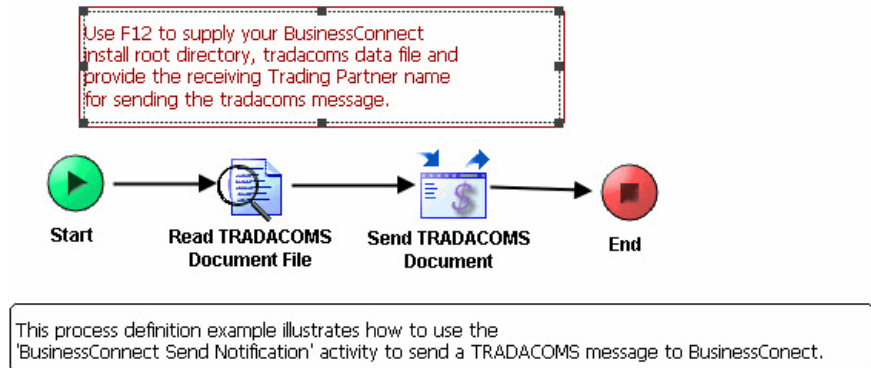 Use F12 to supply your BusinessConnect
install root directory, tradacoms data file and
provide the receiving Trading Partner name
for sending the tradacoms message.
$
Start
Read TRADACOMS
Document File
Send TRADACOMS
Document
End
This process definition example illustrates how to use the
'BusinessConnect Send Notification' activity to send a TRADACOMS message to BusinessConect.